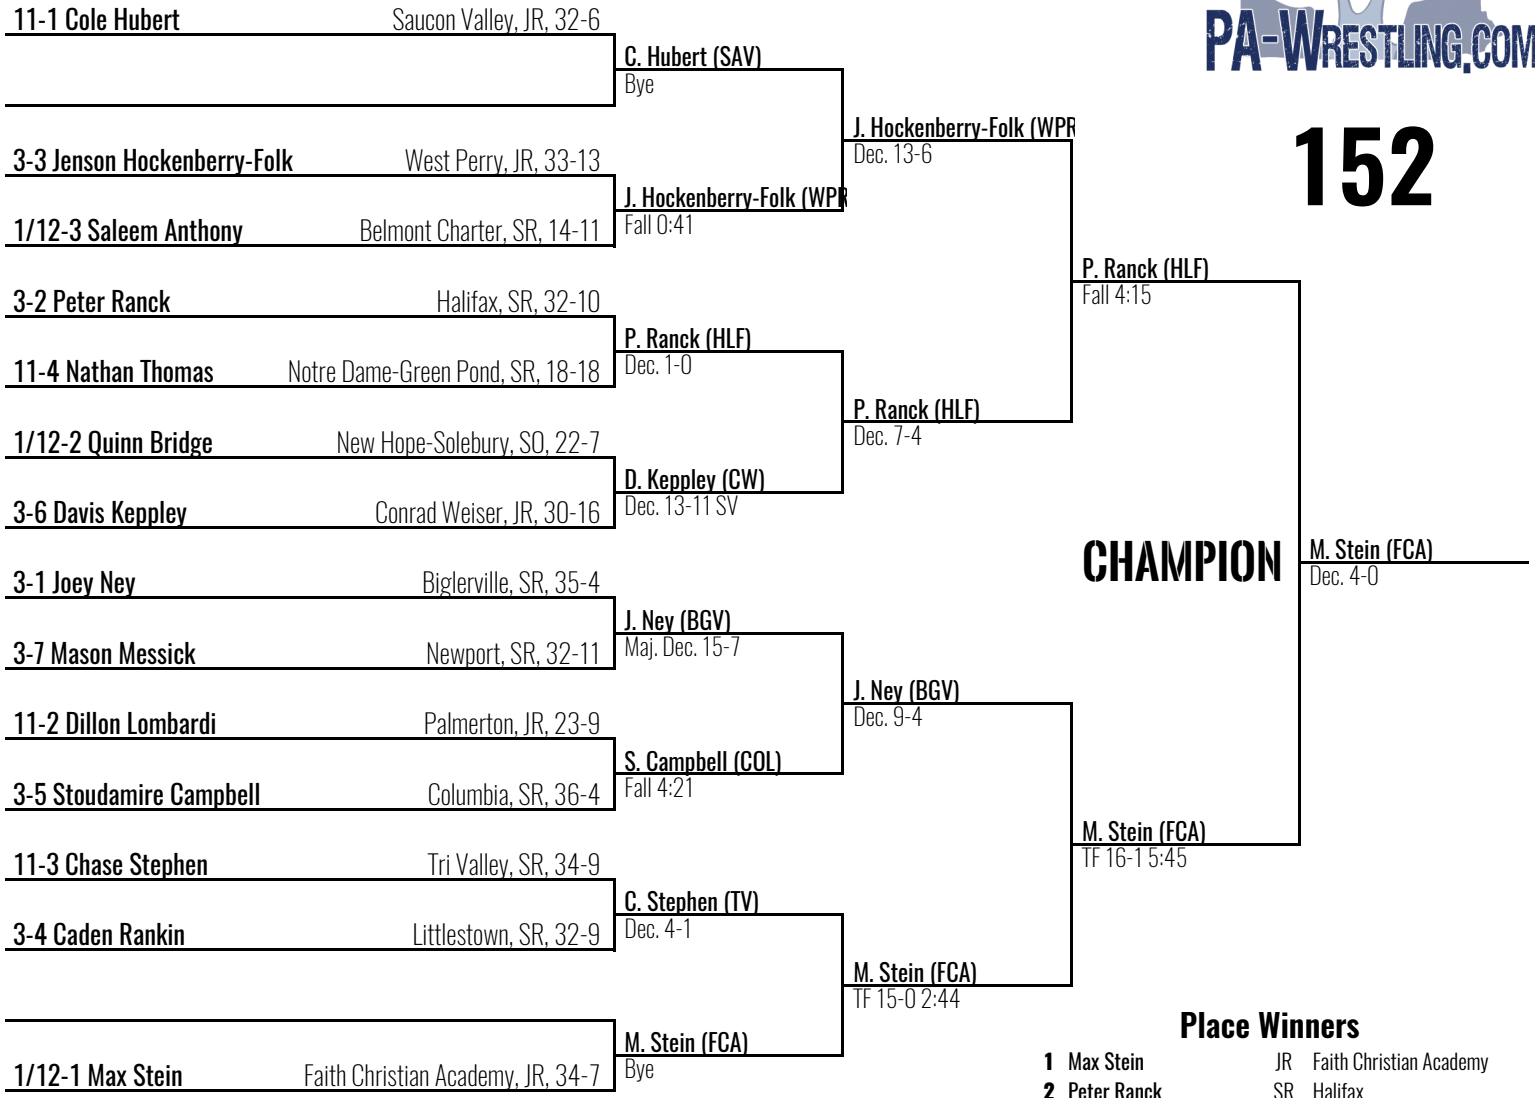 PA-WRESTLING.COM
152
11-1 Cole Hubert Saucon Valley, JR, 32-6
3-3 Jenson Hockenberry-Folk West Perry, JR, 33-13
1/12-3 Saleem Anthony Belmont Charter, SR, 14-11
3-2 Peter Ranck Halifax, SR, 32-10
11-4 Nathan Thomas Notre Dame-Green Pond, SR, 18-18
1/12-2 Quinn Bridge New Hope-Solebury, SO, 22-7
3-6 Davis Keppley Conrad Weiser, JR, 30-16
3-1 Joey Ney Biglerville, SR, 35-4
3-7 Mason Messick Newport, SR, 32-11
11-2 Dillon Lombardi Palmerton, JR, 23-9
3-5 Stoudamire Campbell Columbia, SR, 36-4
11-3 Chase Stephen Tri Valley, SR, 34-9
3-4 Caden Rankin Littlestown, SR, 32-9
1/12-1 Max Stein Faith Christian Academy, JR, 34-7
C. Hubert (SAV)
Bye
J. Hockenberry-Folk (WPR
Fall 0:41
P. Ranck (HLF)
Dec. 1-0
D. Keppley (CW)
Dec. 13-11 SV
J. Ney (BGV)
Maj. Dec. 15-7
S. Campbell (COL)
Fall 4:21
C. Stephen (TV)
Dec. 4-1
M. Stein (FCA)
Bye
J. Hockenberry-Folk (WPR
Dec. 13-6
P. Ranck (HLF)
Dec. 7-4
J. Ney (BGV)
Dec. 9-4
M. Stein (FCA)
TF 15-0 2:44
P. Ranck (HLF)
Fall 4:15
M. Stein (FCA)
TF 16-1 5:45
CHAMPION
M. Stein (FCA)
Dec. 4-0
Place Winners
1 Max Stein JR Faith Christian Academy
2 Peter Ranck SR Halifax